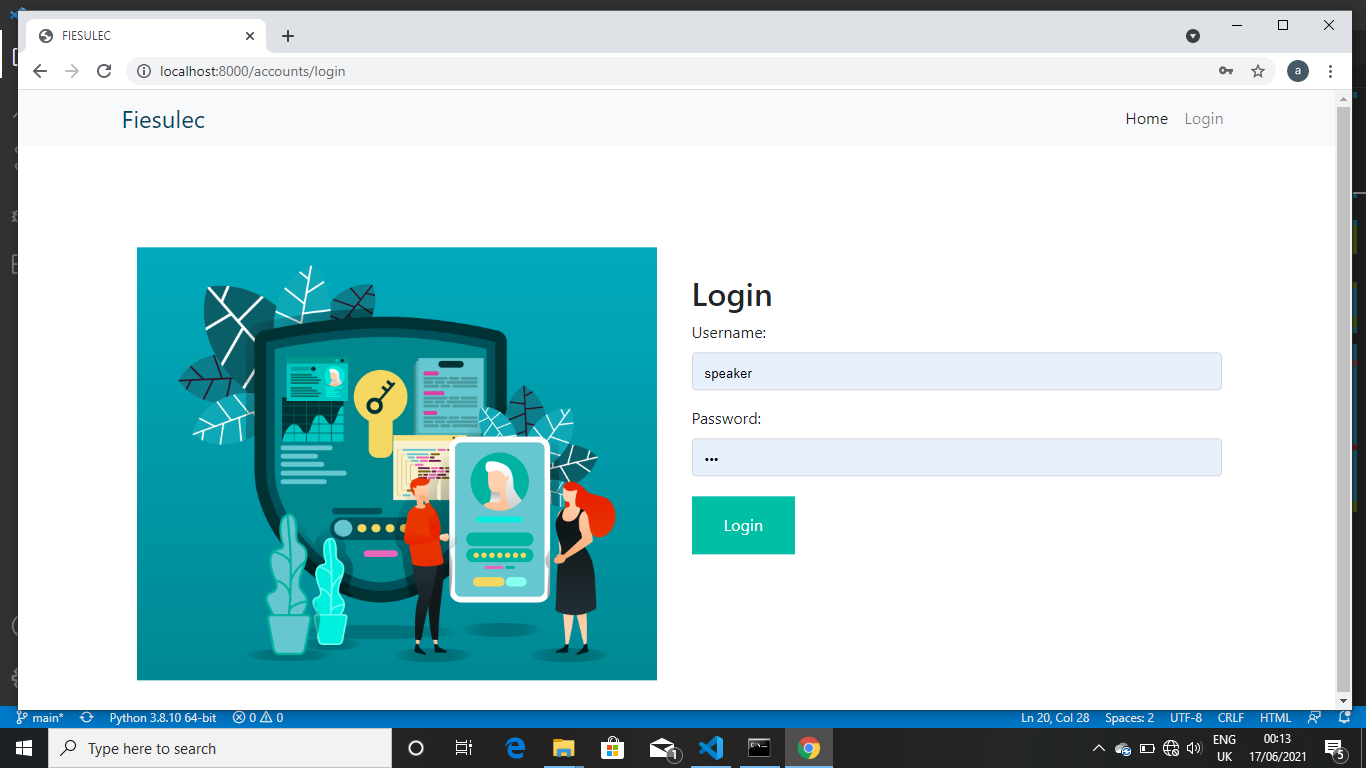 FIESULEC
localhost:8000/accounts/login
a
Fiesulec
Home Login
Login
Username:
speaker
Password:
•••
Login
main* Python 3.8.10 64-bit 0 0 Ln 20, Col 28 Spaces: 2 UTF-8 CRLF HTML
Type here to search
1
ENG
UK
00:13
17/06/2021
5